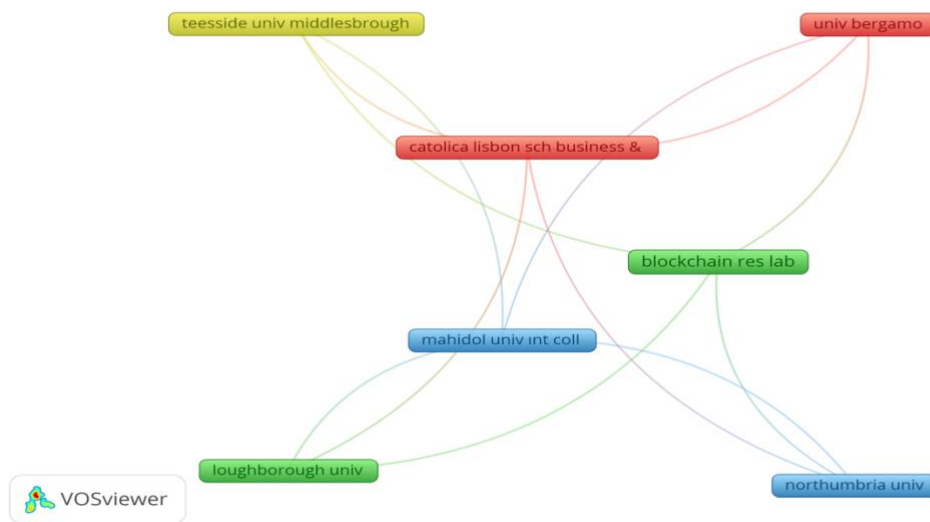 teesside univ middlesbrough
univ bergamo
catolica lisbon sch business &
blockchain res lab
mahidol univ ınt coll
loughborough univ
northumbria univ
VOSviewer